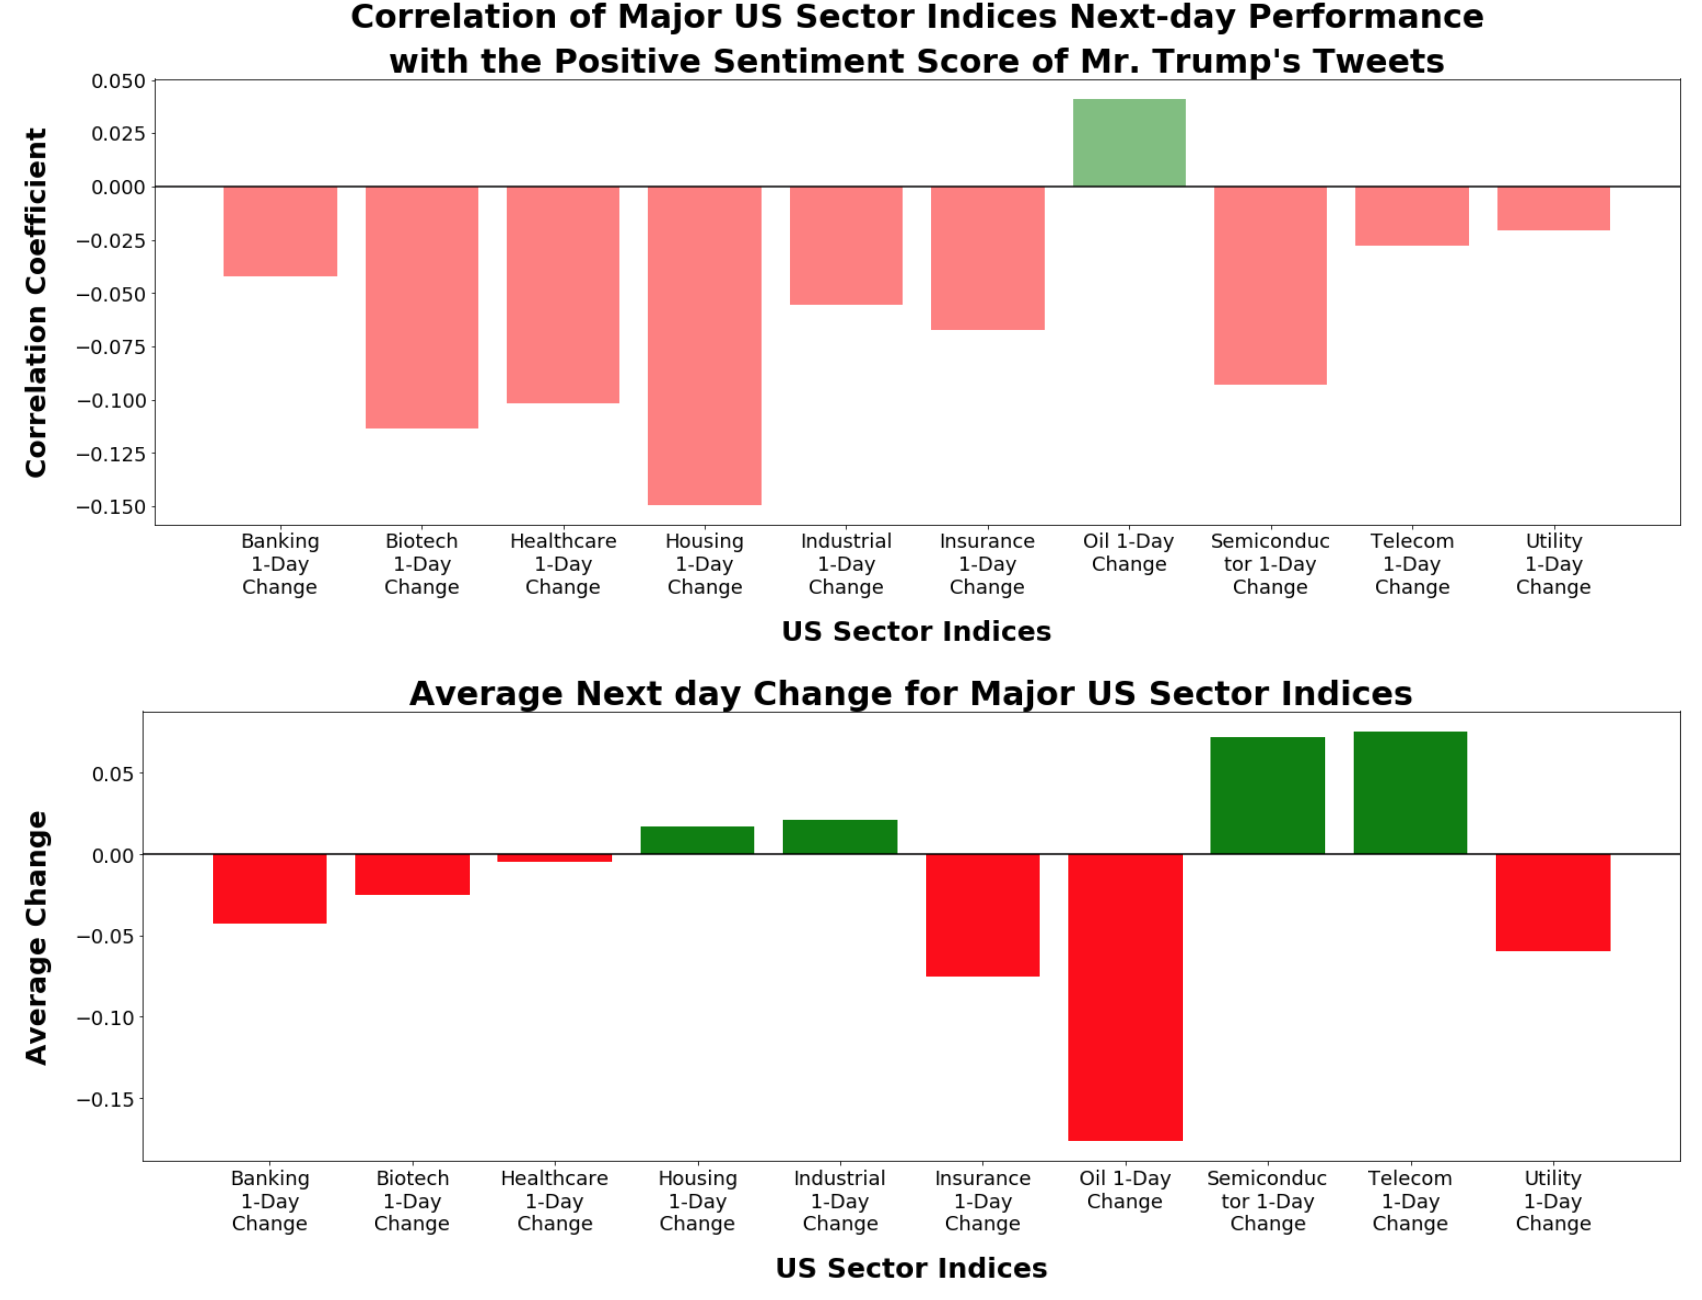 Correlation of Major US Sector Indices Next-day Performance
with the Positive Sentiment Score of Mr. Trump's Tweets
Correlation Coefficient
0.050
0.025
0.000
−0.025
−0.050
−0.075
−0.100
−0.125
−0.150
Banking 1-Day Change
Biotech 1-Day Change
Healthcare 1-Day Change
Housing 1-Day Change
Industrial 1-Day Change
Insurance 1-Day Change
Oil 1-Day Change
Semiconduc tor 1-Day Change
Telecom 1-Day Change
Utility 1-Day Change
US Sector Indices
Average Next day Change for Major US Sector Indices
Average Change
0.05
0.00
−0.05
−0.10
−0.15
Banking 1-Day Change
Biotech 1-Day Change
Healthcare 1-Day Change
Housing 1-Day Change
Industrial 1-Day Change
Insurance 1-Day Change
Oil 1-Day Change
Semiconduc tor 1-Day Change
Telecom 1-Day Change
Utility 1-Day Change
US Sector Indices